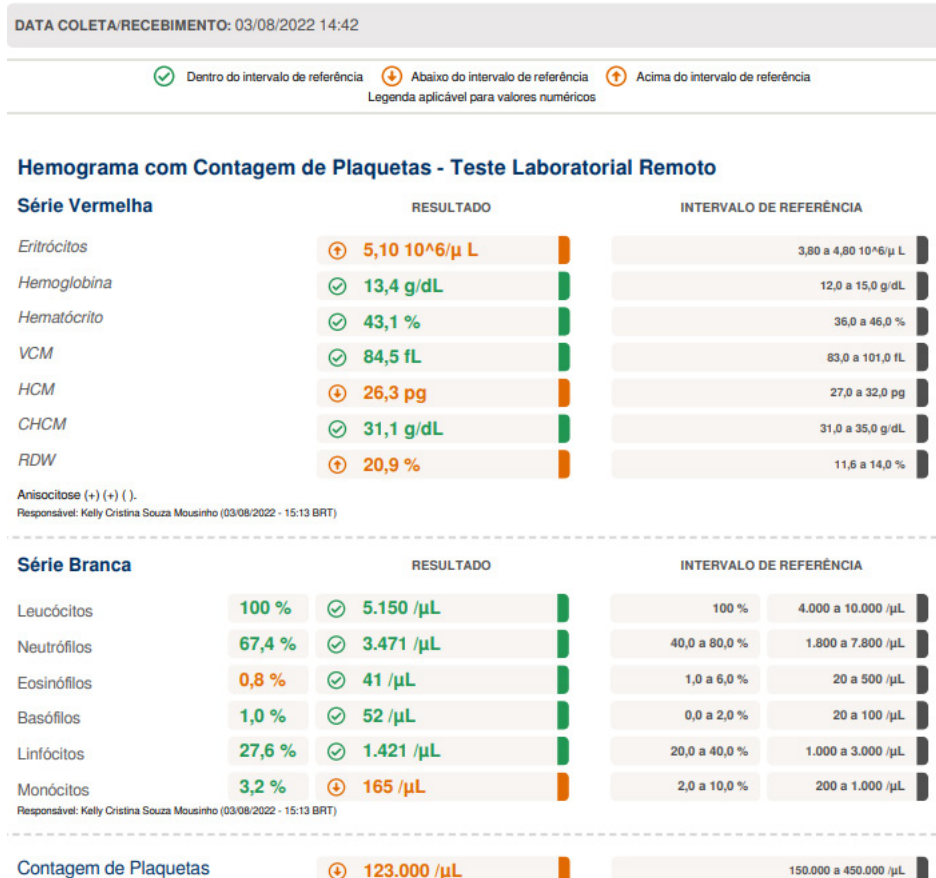 DATA COLETA/RECEBIMENTO: 03/08/2022 14:42
Dentro do intervalo de referência Abaixo do intervalo de referência Acima do intervalo de referência
Legenda aplicável para valores numéricos
Hemograma com Contagem de Plaquetas - Teste Laboratorial Remoto
Série Vermelha RESULTADO INTERVALO DE REFERÊNCIA
Eritrócitos 5,10 10^6/µ L 3,80 a 4,80 10^6/µ L
Hemoglobina 13,4 g/dL 12,0 a 15,0 g/dL
Hematócrito 43,1 % 36,0 a 46,0 %
VCM 84,5 fL 83,0 a 101,0 fL
HCM 26,3 pg 27,0 a 32,0 pg
CHCM 31,1 g/dL 31,0 a 35,0 g/dL
RDW 20,9 % 11,6 a 14,0 %
Anisocitose (+) (+) ( ).
Responsável: Kelly Cristina Souza Mousinho (03/08/2022 - 15:13 BRT)
Série Branca RESULTADO INTERVALO DE REFERÊNCIA
Leucócitos 100 % 5.150 /µL 100 % 4.000 a 10.000 /µL
Neutrófilos 67,4 % 3.471 /µL 40,0 a 80,0 % 1.800 a 7.800 /µL
Eosinófilos 0,8 % 41 /µL 1,0 a 6,0 % 20 a 500 /µL
Basófilos 1,0 % 52 /µL 0,0 a 2,0 % 20 a 100 /µL
Linfócitos 27,6 % 1.421 /µL 20,0 a 40,0 % 1.000 a 3.000 /µL
Monócitos 3,2 % 165 /µL 2,0 a 10,0 % 200 a 1.000 /µL
Responsável: Kelly Cristina Souza Mousinho (03/08/2022 - 15:13 BRT)
Contagem de Plaquetas 123.000 /µL 150.000 a 450.000 /µL